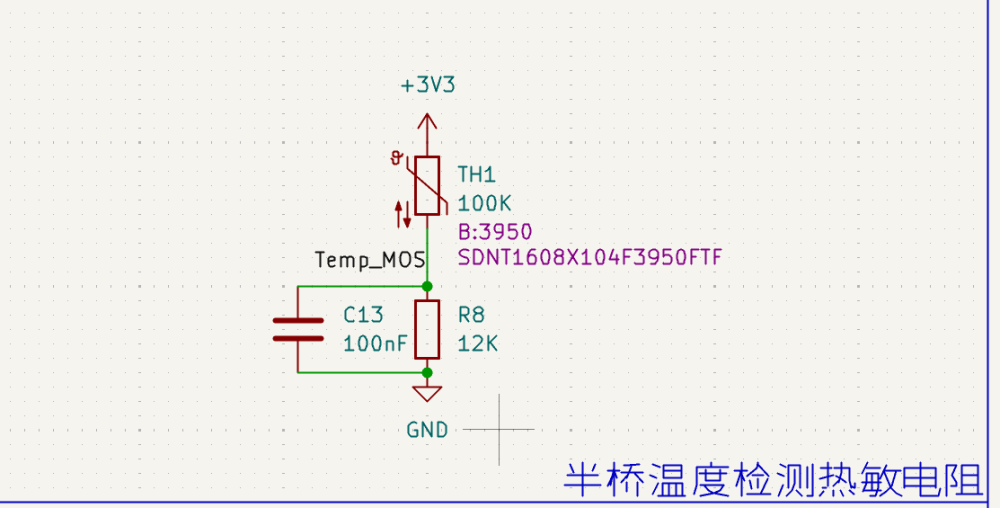 +3V3
ϑ
TH1
100K
B:3950
SDNT1608X104F3950FTF
Temp_MOS
C13
100nF
R8
12K
GND
半桥温度检测热敏电阻